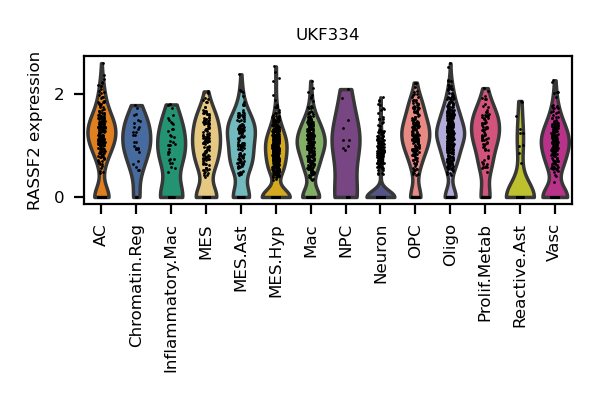 UKF334
RASSF2 expression
2
0
AC
Chromatin.Reg
Inflammatory.Mac
MES
MES.Ast
MES.Hyp
Mac
NPC
Neuron
OPC
Oligo
Prolif.Metab
Reactive.Ast
Vasc